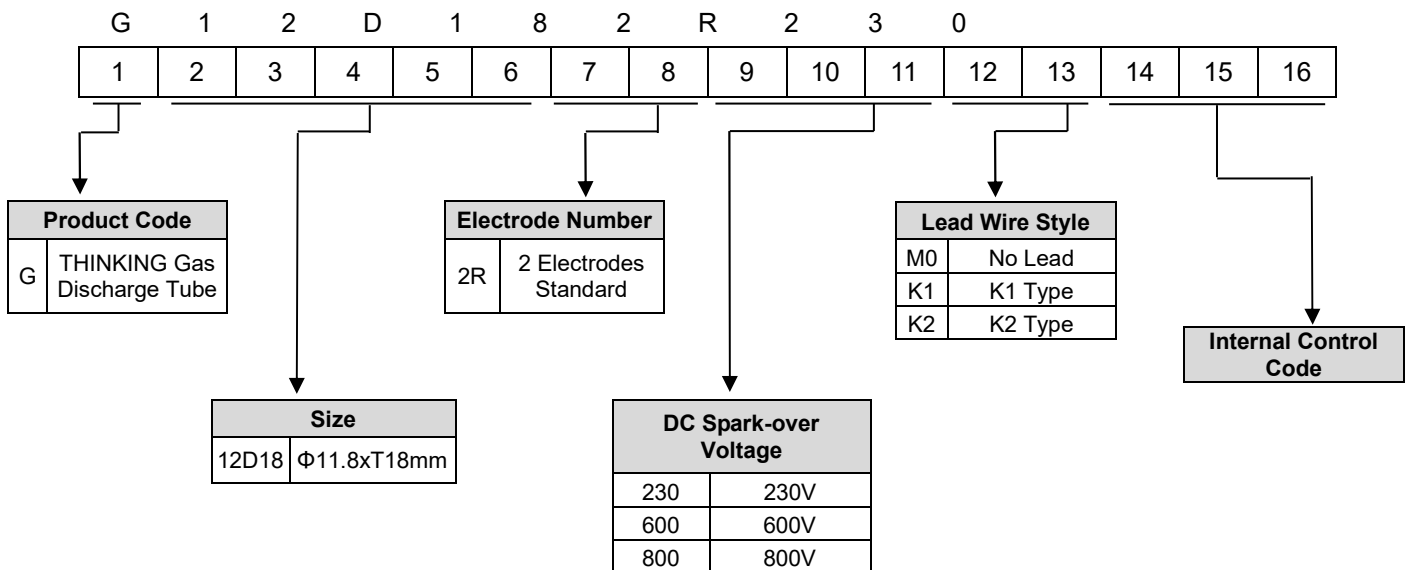 G 1 2 D 1 8 2 R 2 3 0
1 2 3 4 5 6 7 8 9 10 11 12 13 14 15 16
Product Code
G THINKING Gas
Discharge Tube
Electrode Number
2R 2 Electrodes
Standard
Lead Wire Style
M0 No Lead
K1 K1 Type
K2 K2 Type
Internal Control
Code
Size
12D18 Φ11.8xT18mm
DC Spark-over
Voltage
230 230V
600 600V
800 800V